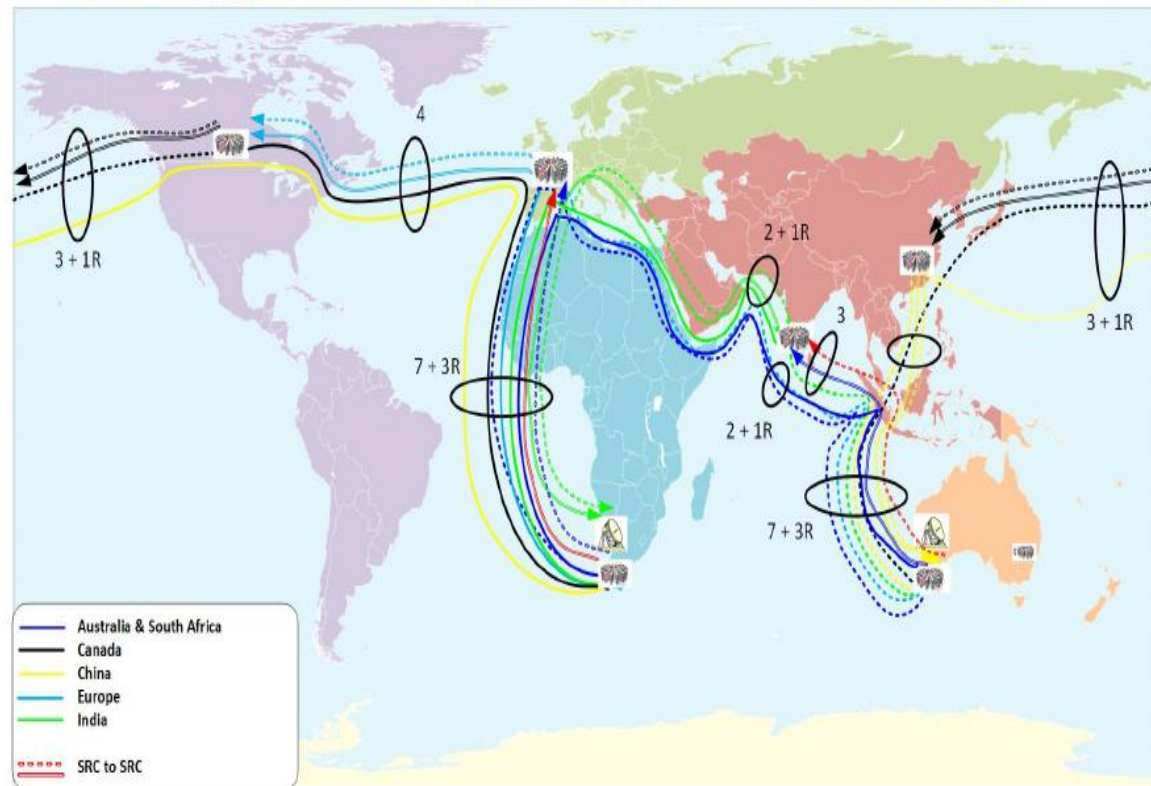 4
3 + 1R
2 + 1R
3
3 + 1R
7 + 3R
2 + 1R
7 + 3R
Australia & South Africa
Canada
China
Europe
India
SRC to SRC